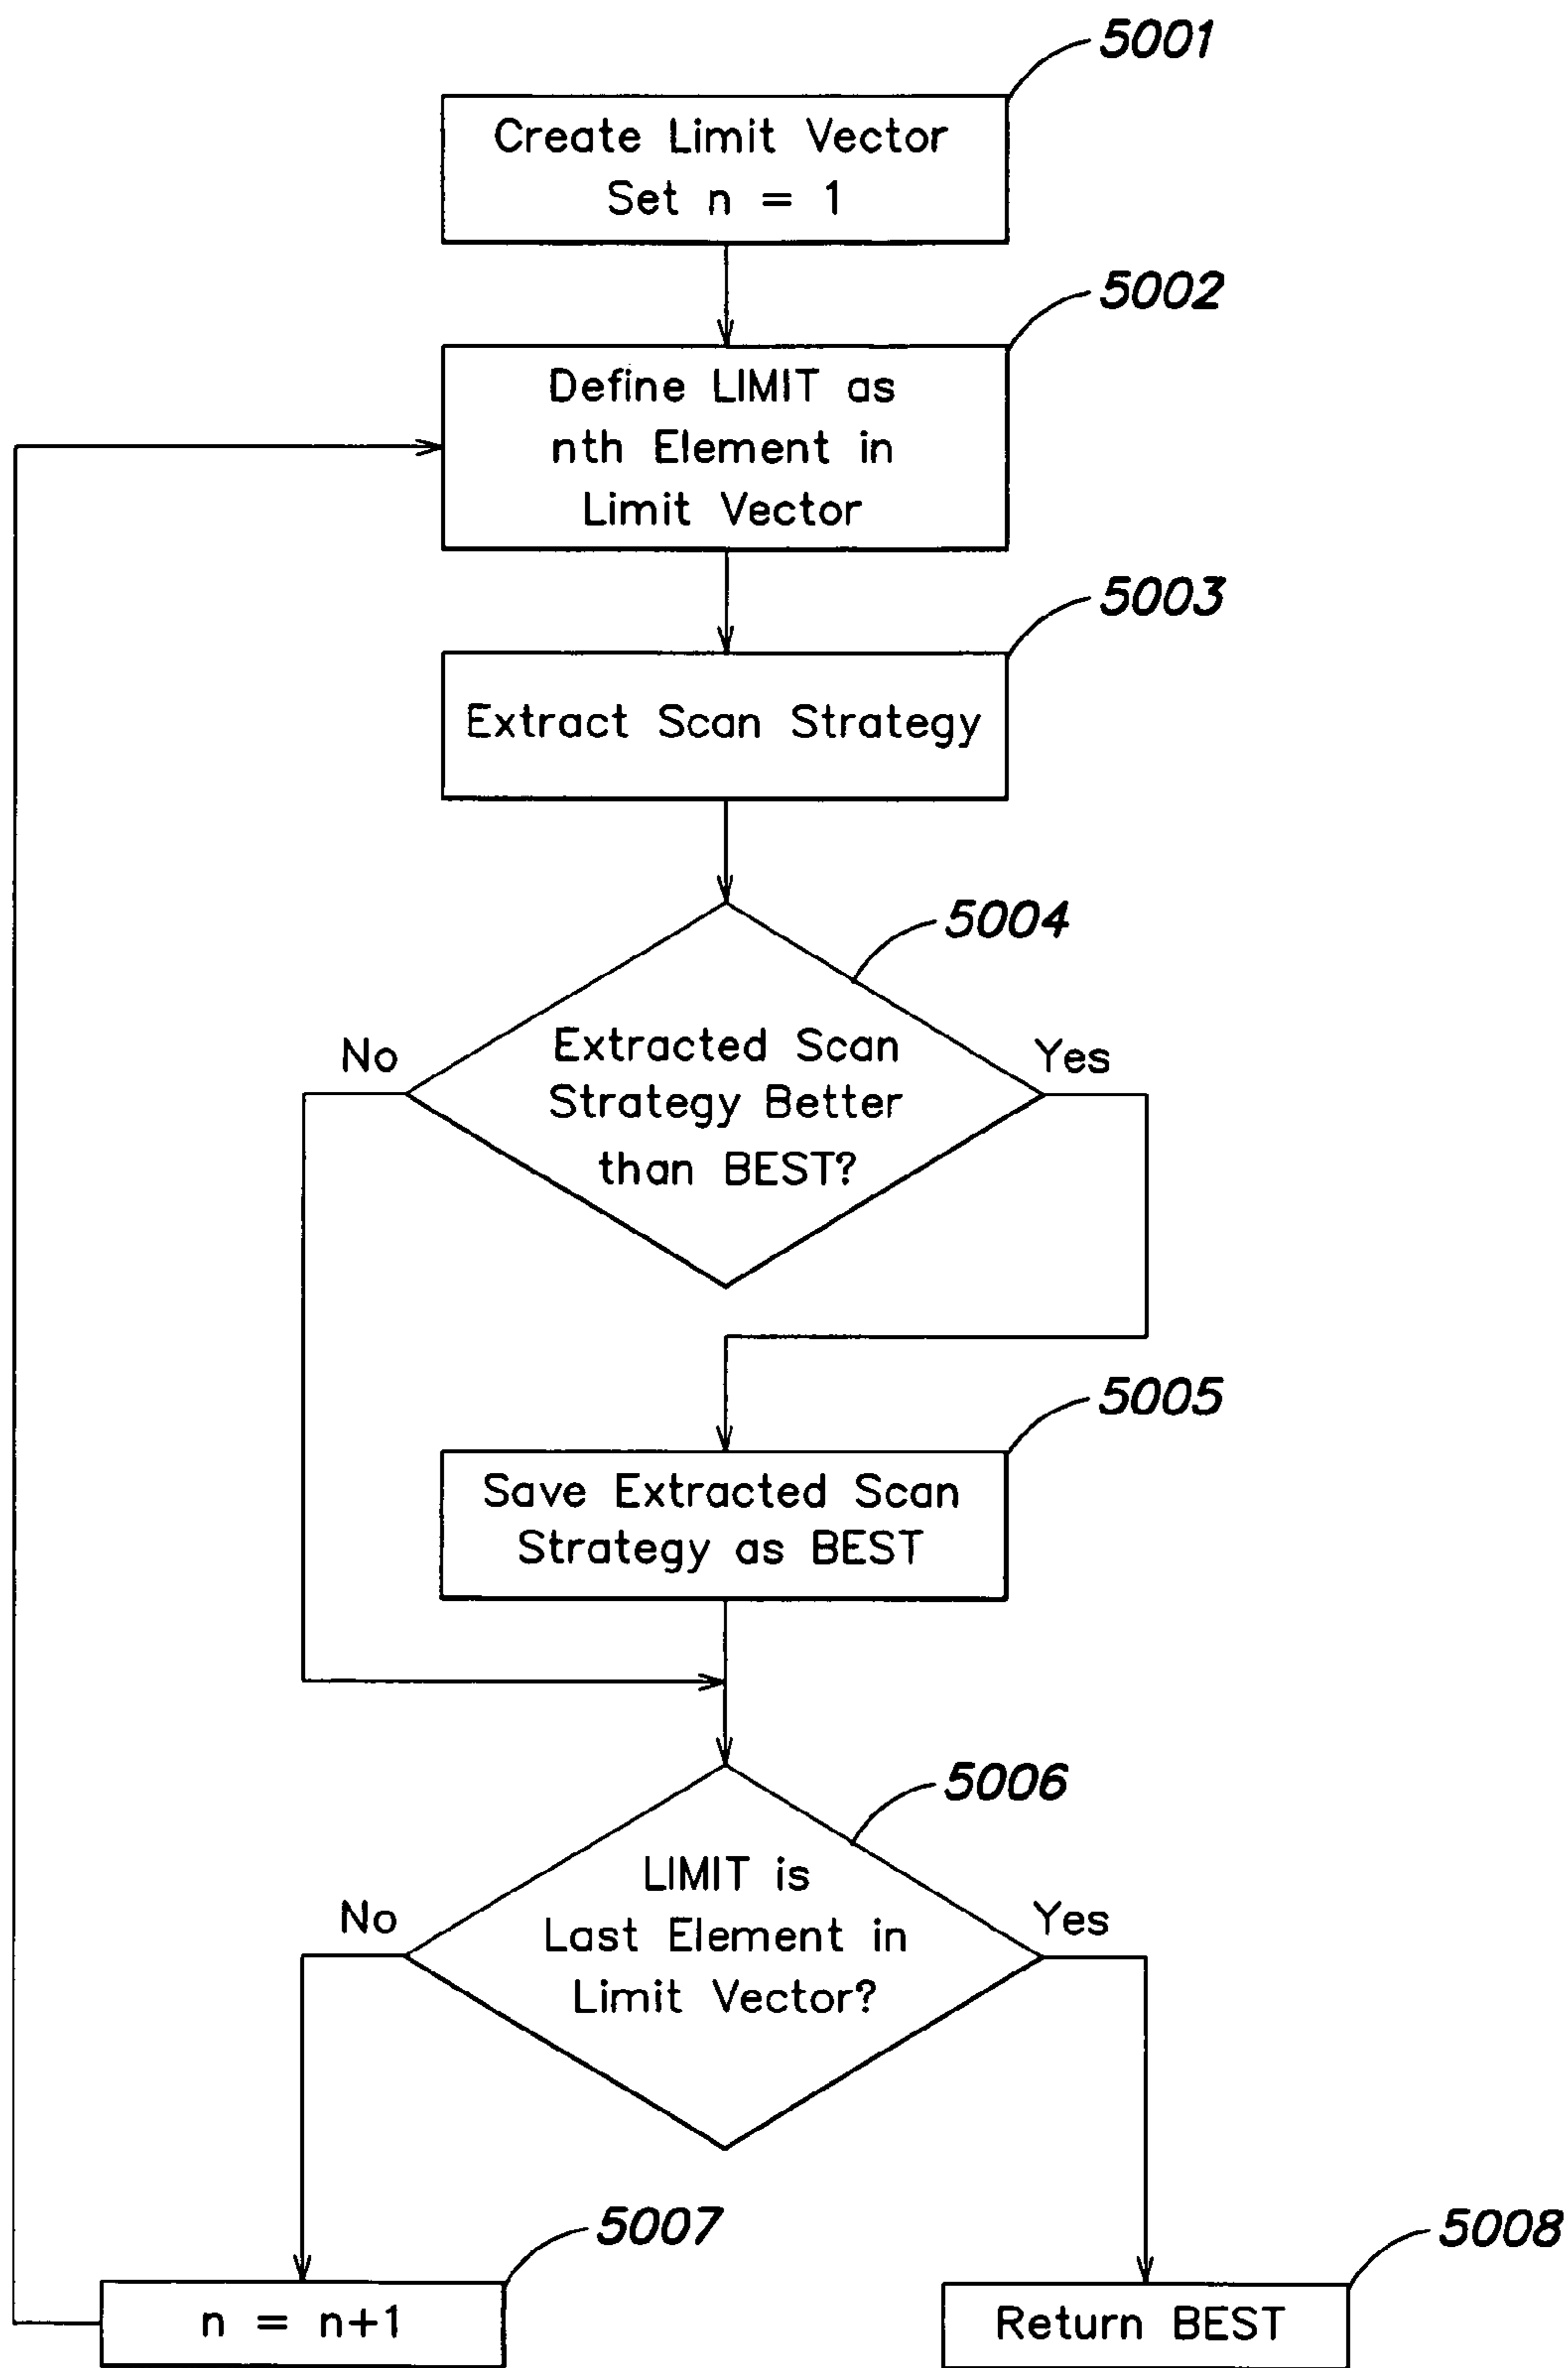 5001
Create Limit Vector
Set n = 1
5002
Define LIMIT as
nth Element in
Limit Vector
5003
Extract Scan Strategy
5004
No
Extracted Scan
Strategy Better
than BEST?
Yes
5005
Save Extracted Scan
Strategy as BEST
5006
No
LIMIT is
Last Element in
Limit Vector?
Yes
5007
n = n+1
5008
Return BEST